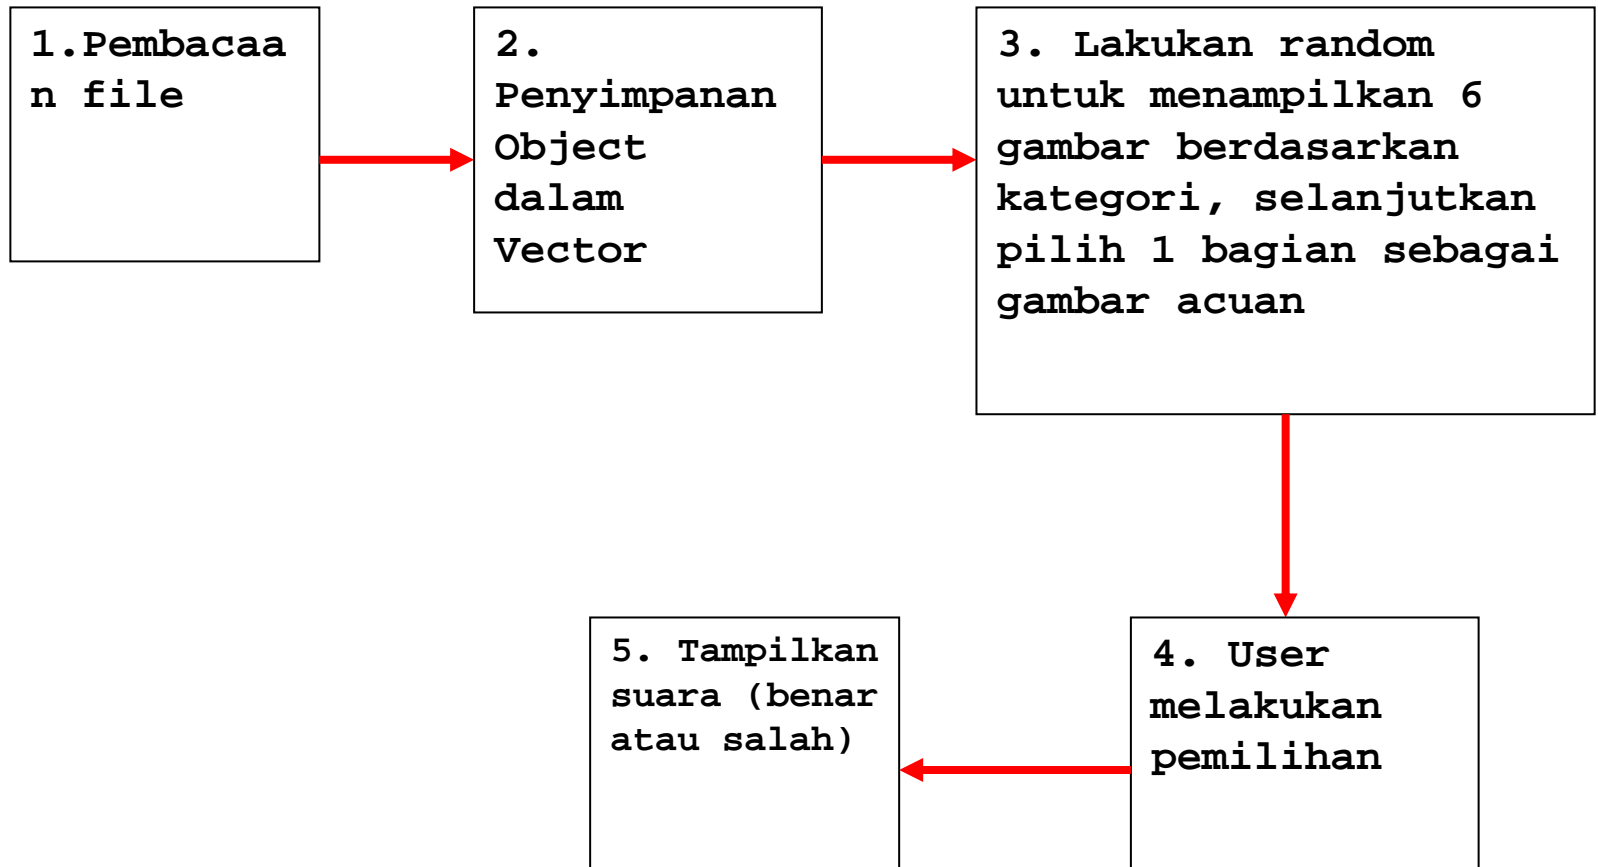 1.Pembacaa
n file
2.
Penyimpanan
Object
dalam
Vector
3. Lakukan random
untuk menampilkan 6
gambar berdasarkan
kategori, selanjutkan
pilih 1 bagian sebagai
gambar acuan
4. User
melakukan
pemilihan
5. Tampilkan
suara (benar
atau salah)